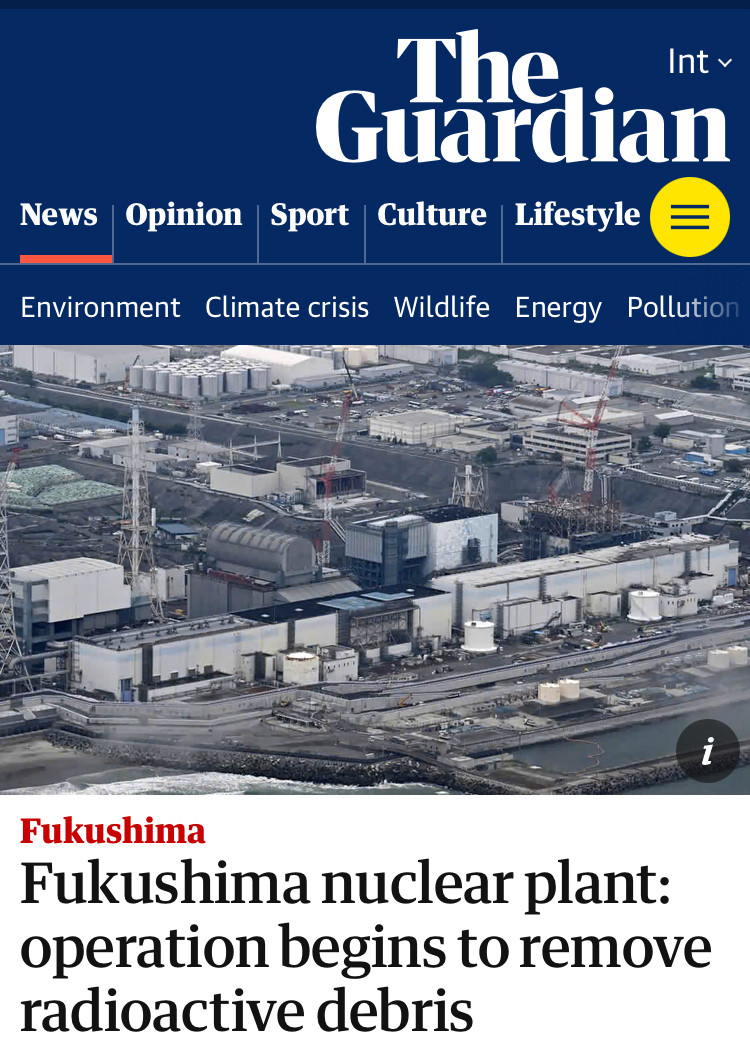 The
Guardian
Int
News Opinion Sport Culture Lifestyle
Environment Climate crisis Wildlife Energy Pollution
i
Fukushima
Fukushima nuclear plant:
operation begins to remove
radioactive debris